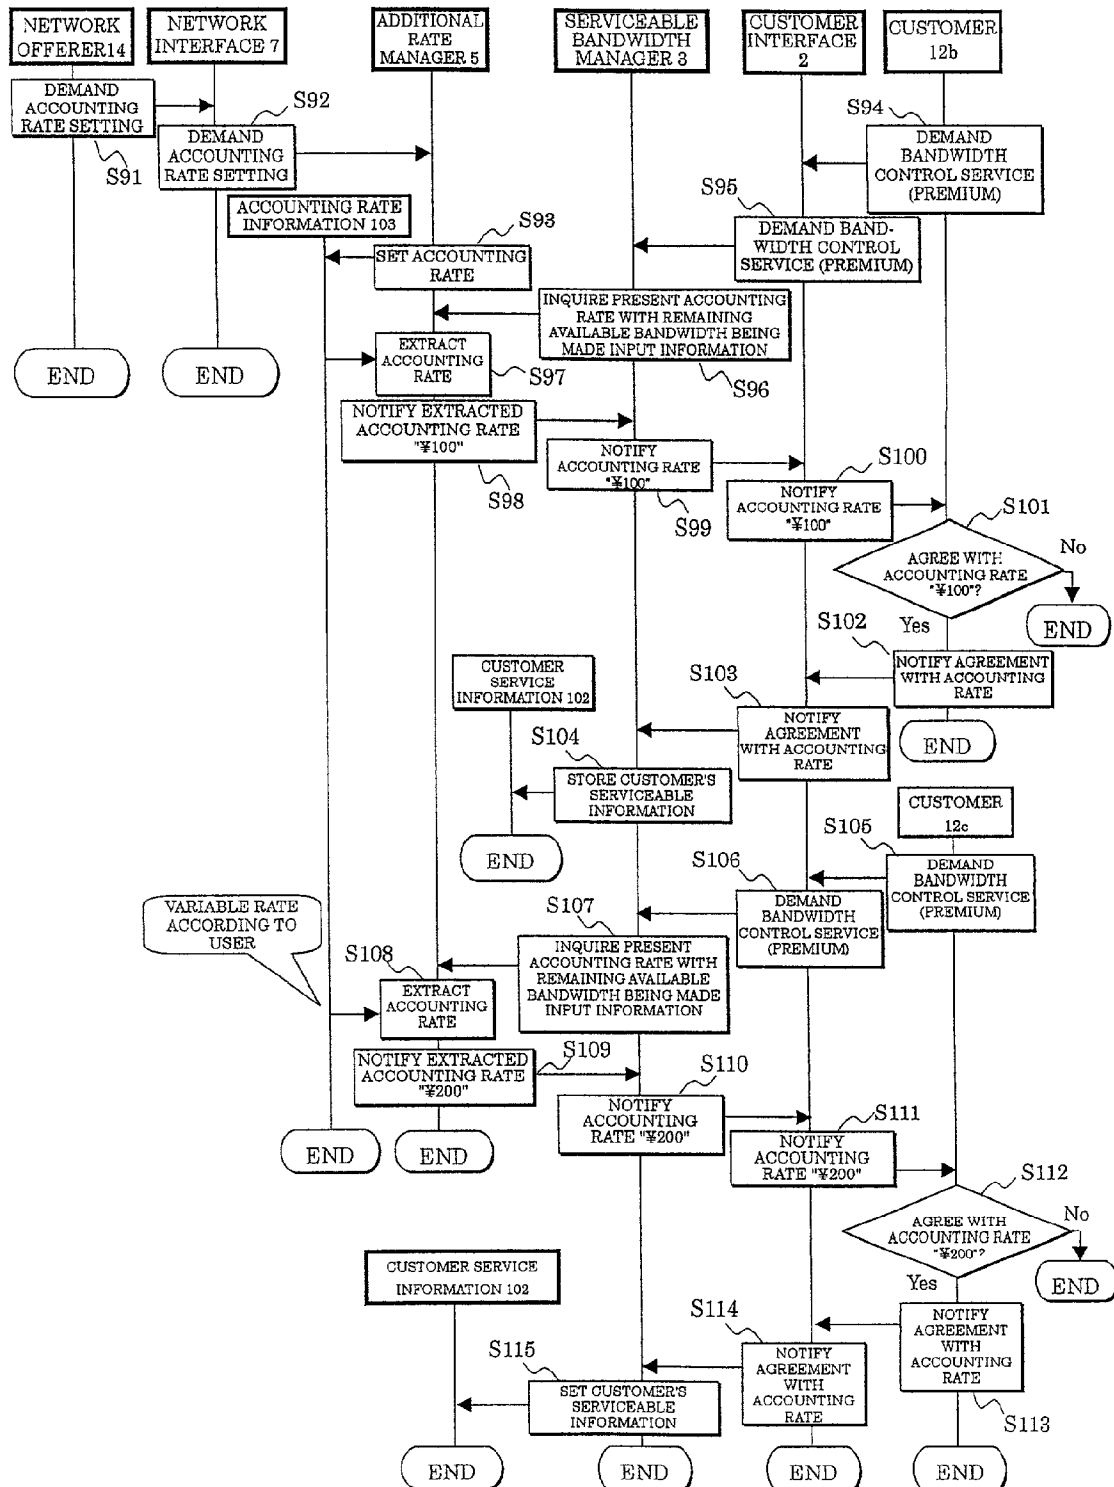 NETWORK
OFFERER14
NETWORK
INTERFACE 7
ADDITIONAL
RATE
MANAGER 5
SERVICEABLE
BANDWIDTH
MANAGER 3
CUSTOMER
INTERFACE
2
CUSTOMER
12b
DEMAND
ACCOUNTING
RATE SETTING
S91
S92
DEMAND
ACCOUNTING
RATE SETTING
S94
DEMAND
BANDWIDTH
CONTROL SERVICE
(PREMIUM)
ACCOUNTING RATE
INFORMATION 103
S93
SET ACCOUNTING
RATE
S95
DEMAND BAND-
WIDTH CONTROL
SERVICE (PREMIUM)
INQUIRE PRESENT ACCOUNTING
RATE WITH REMAINING
AVAILABLE BANDWIDTH BEING
MADE INPUT INFORMATION
S96
END
END
EXTRACT
ACCOUNTING
RATE
S97
NOTIFY EXTRACTED
ACCOUNTING RATE
"¥100"
S98
NOTIFY
ACCOUNTING RATE
"¥100"
S99
S100
NOTIFY
ACCOUNTING RATE
"¥100"
S101
AGREE WITH
ACCOUNTING RATE
"¥100"?
No
END
Yes
S102
NOTIFY AGREEMENT
WITH ACCOUNTING
RATE
END
CUSTOMER
SERVICE
INFORMATION 102
S103
NOTIFY
AGREEMENT
WITH ACCOUNTING
RATE
S104
STORE CUSTOMER'S
SERVICEABLE
INFORMATION
END
CUSTOMER
12c
S105
DEMAND
BANDWIDTH
CONTROL SERVICE
(PREMIUM)
S106
DEMAND
BANDWIDTH
CONTROL SERVICE
(PREMIUM)
VARIABLE RATE
ACCORDING TO
USER
S107
INQUIRE PRESENT
ACCOUNTING RATE WITH
REMAINING AVAILABLE
BANDWIDTH BEING MADE
INPUT INFORMATION
S108
EXTRACT
ACCOUNTING
RATE
S109
NOTIFY EXTRACTED
ACCOUNTING RATE
"¥200"
END
END
S110
NOTIFY
ACCOUNTING
RATE "¥200"
S111
NOTIFY
ACCOUNTING
RATE "¥200"
S112
AGREE WITH
ACCOUNTING RATE
"¥200"?
No
END
Yes
CUSTOMER SERVICE
INFORMATION 102
NOTIFY
AGREEMENT
WITH
ACCOUNTING
RATE
S113
S114
NOTIFY
AGREEMENT
WITH
ACCOUNTING
RATE
S115
SET CUSTOMER'S
SERVICEABLE
INFORMATION
END
END
END
END